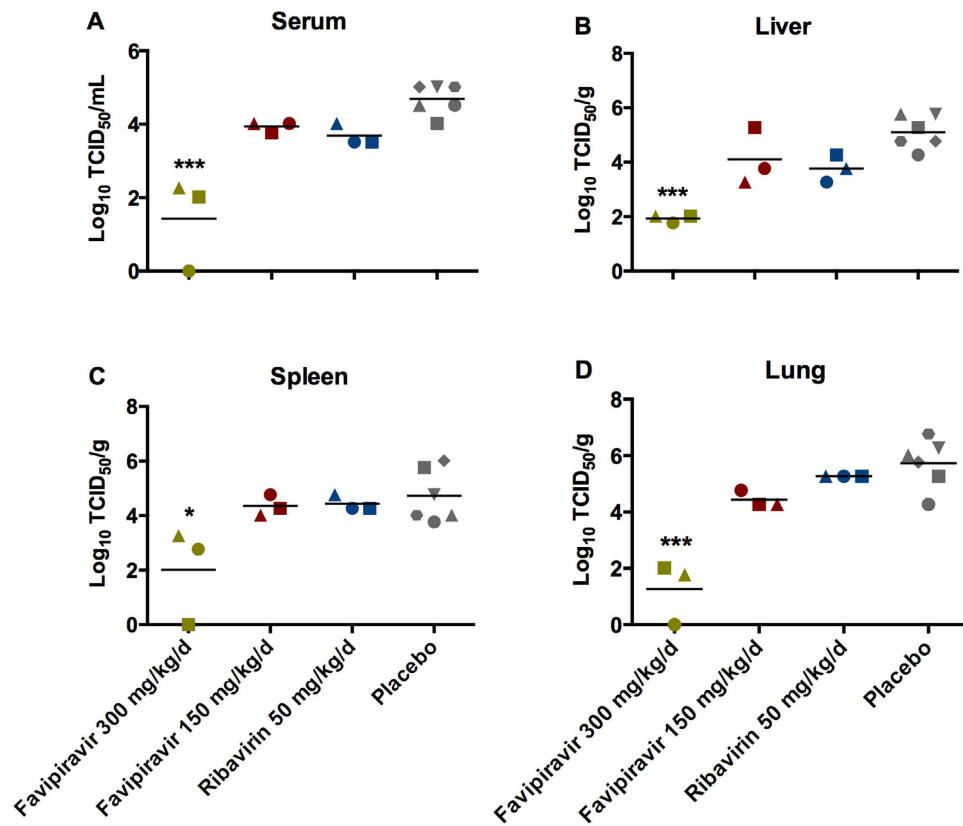 A
Serum
Log10 TCID50/mL
6
4
2
0
***
B
Liver
Log10 TCID50/g
8
6
4
2
0
***
C
Spleen
Log10 TCID50/g
8
6
4
2
0
*
Favipiravir 300 mg/kg/d
Favipiravir 150 mg/kg/d
Ribavirin 50 mg/kg/d
Placebo
D
Lung
Log10 TCID50/g
8
6
4
2
0
***
Favipiravir 300 mg/kg/d
Favipiravir 150 mg/kg/d
Ribavirin 50 mg/kg/d
Placebo